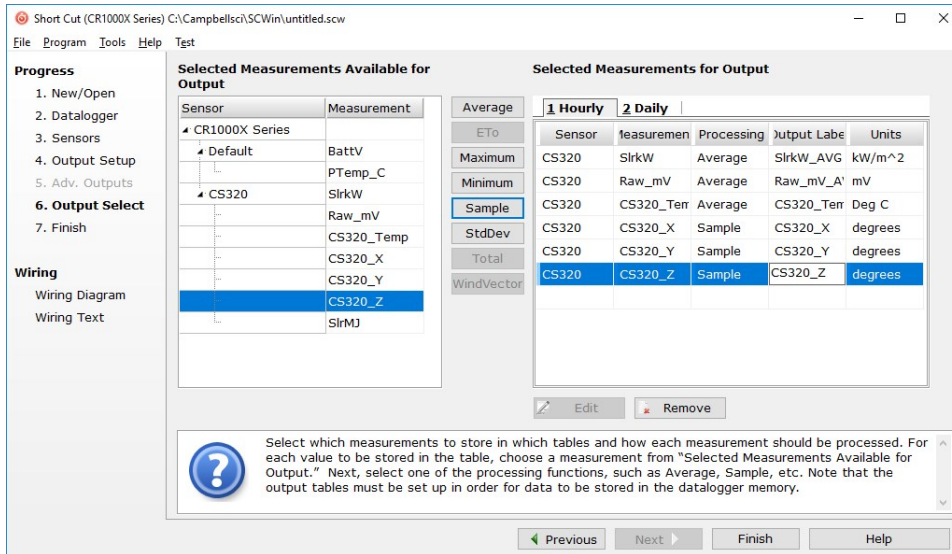 Short Cut (CR1000X Series) C:\Campbellsci\SCWin\untitled.scw
File Program Tools Help Test
Progress
1. New/Open
2. Datalogger
3. Sensors
4. Output Setup
5. Adv. Outputs
6. Output Select
7. Finish
Wiring
Wiring Diagram
Wiring Text
Selected Measurements Available for
Output
Sensor Measurement
CR1000X Series
Default BattV
PTemp_C
CS320 SlrkW
Raw_mV
CS320_Temp
CS320_X
CS320_Y
CS320_Z
SlrMJ
Average
ETo
Maximum
Minimum
Sample
StdDev
Total
WindVector
Selected Measurements for Output
1 Hourly 2 Daily
Sensor Measuremen Processing Output Labe Units
CS320 SlrkW Average SlrkW_AVG kW/m^2
CS320 Raw_mV Average Raw_mV_A mV
CS320 CS320_Tem Average CS320_Tem Deg C
CS320 CS320_X Sample CS320_X degrees
CS320 CS320_Y Sample CS320_Y degrees
CS320 CS320_Z Sample CS320_Z degrees
Edit Remove
Select which measurements to store in which tables and how each measurement should be processed. For
each value to be stored in the table, choose a measurement from “Selected Measurements Available for
Output.” Next, select one of the processing functions, such as Average, Sample, etc. Note that the
output tables must be set up in order for data to be stored in the datalogger memory.
Previous Next Finish Help